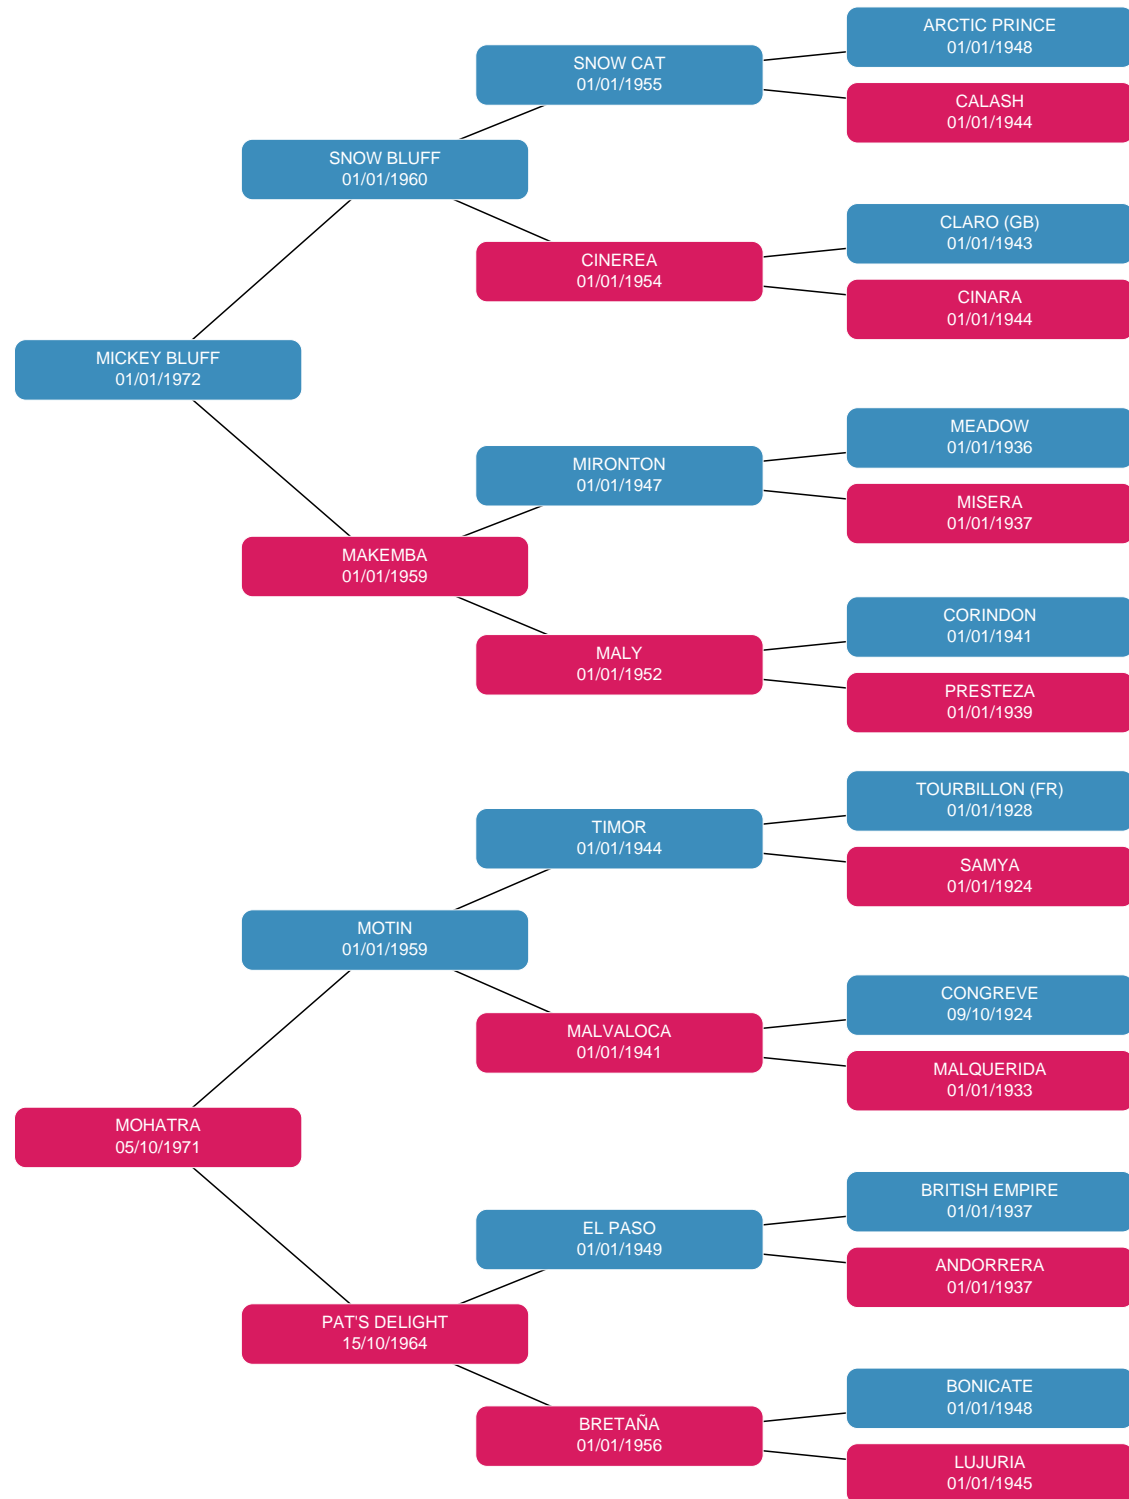 ARCTIC PRINCE
01/01/1948
SNOW CAT
01/01/1955
CALASH
01/01/1944
SNOW BLUFF
01/01/1960
CLARO (GB)
01/01/1943
CINEREA
01/01/1954
CINARA
01/01/1944
MICKEY BLUFF
01/01/1972
MEADOW
01/01/1936
MIRONTON
01/01/1947
MISERA
01/01/1937
MAKEMBA
01/01/1959
CORINDON
01/01/1941
MALY
01/01/1952
PRESTEZA
01/01/1939
TOURBILLON (FR)
01/01/1928
TIMOR
01/01/1944
SAMYA
01/01/1924
MOTIN
01/01/1959
CONGREVE
09/10/1924
MALVALOCA
01/01/1941
MALQUERIDA
01/01/1933
MOHATRA
05/10/1971
BRITISH EMPIRE
01/01/1937
EL PASO
01/01/1949
ANDORRERA
01/01/1937
PAT'S DELIGHT
15/10/1964
BONICATE
01/01/1948
BRETAÑA
01/01/1956
LUJURIA
01/01/1945